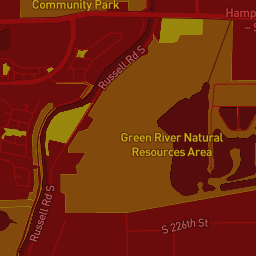 Community Park
Hamp
- S
Russell Rd S
Green River Natural
Resources Area
Russell Rd S
S 226th St